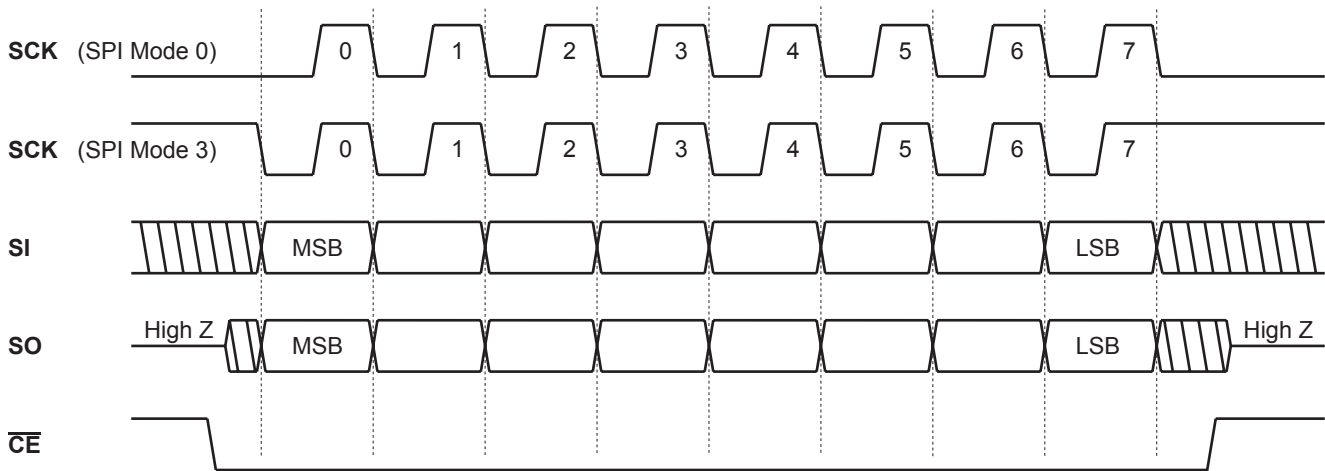 SCK (SPI Mode 0) 0 1 2 3 4 5 6 7
SCK (SPI Mode 3) 0 1 2 3 4 5 6 7
SI MSB LSB
SO High Z MSB LSB High Z
C̅E̅